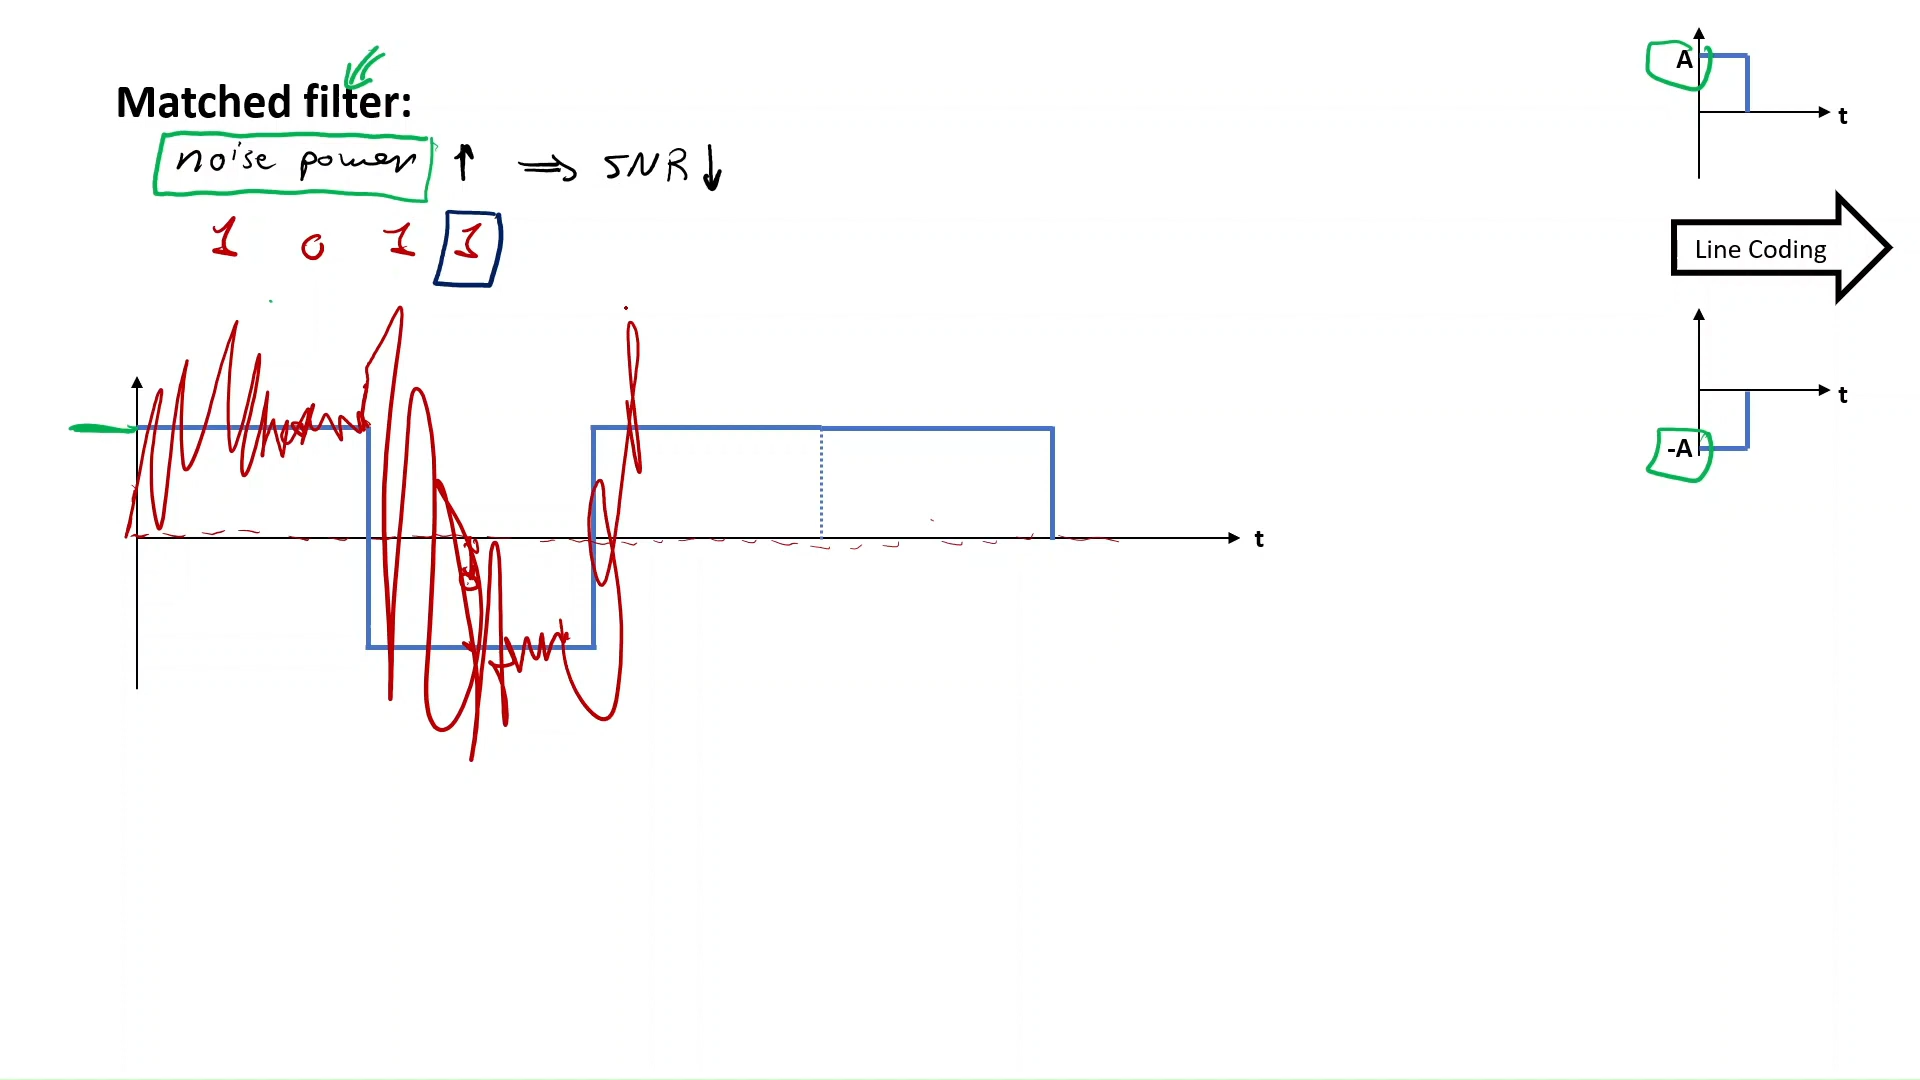 Matched filter:
noise power ↑ ⇒ SNR ↓
1 0 1 1
t
A
t
Line Coding
t
-A